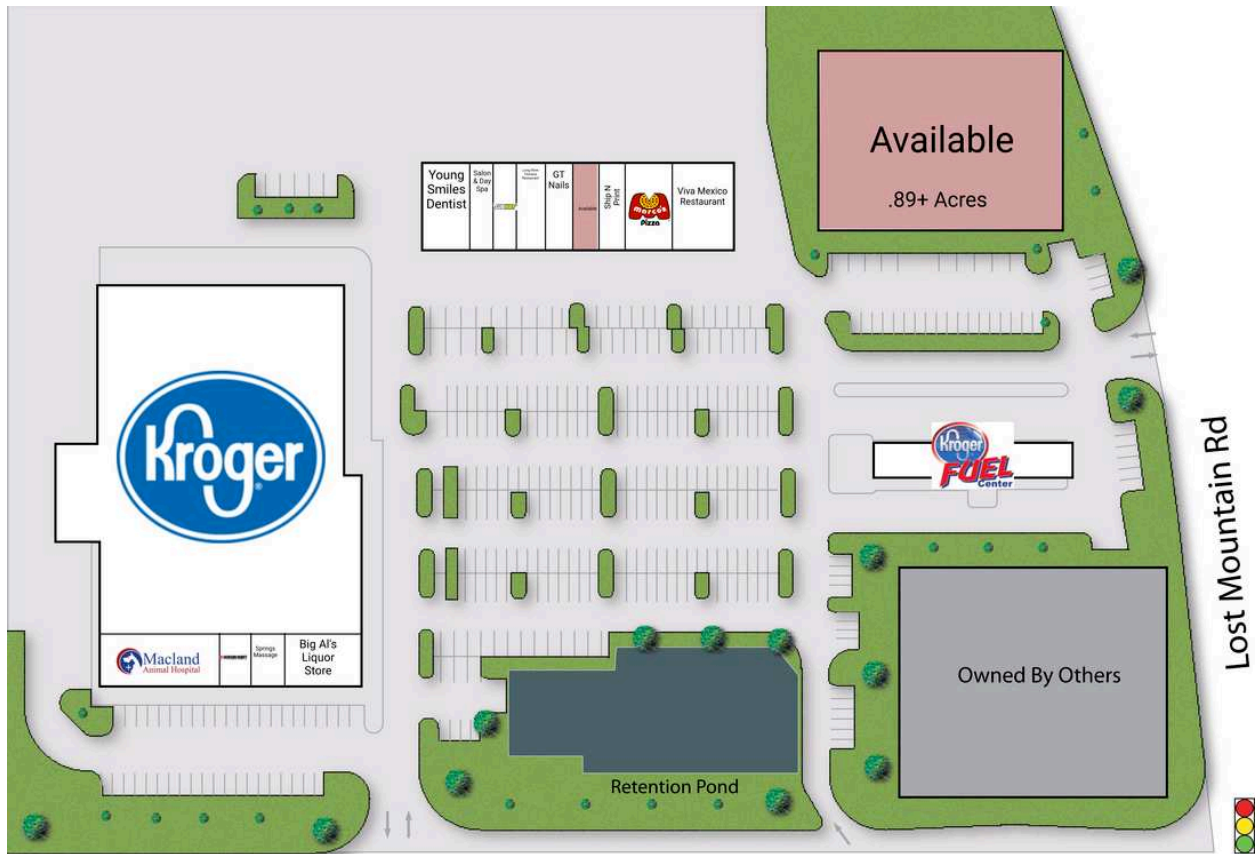 Available
.89+ Acres
Young
Smiles
Dentist
Salon
& Day
Spa
GT
Nails
Available
Ship N
Print
Marco's
Pizza
Viva Mexico
Restaurant
Kroger
Kroger
FUEL
Center
Lost Mountain Rd
Macland
Animal Hospital
Springs
Massage
Big Al's
Liquor
Store
Owned By Others
Retention Pond